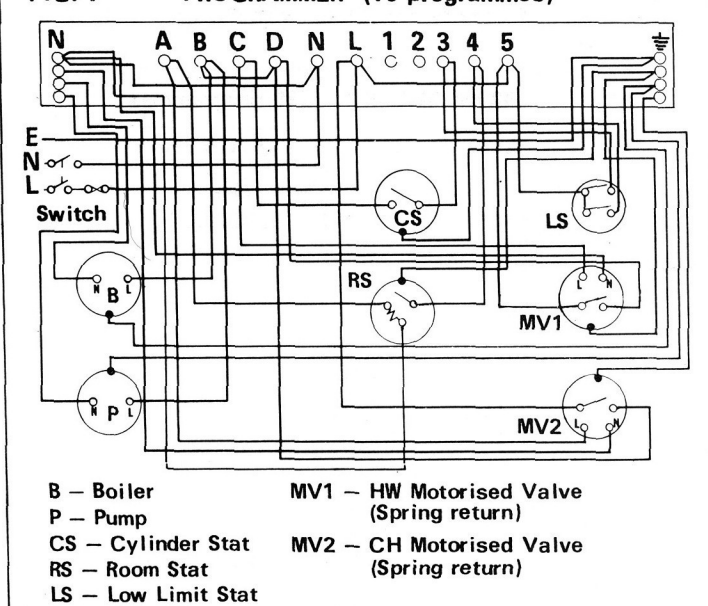 PROGRAMMER (16 programmes)
N A B C D N L 1 2 3 4 5
E
N
L
Switch
CS
LS
L N
RS
N B L
MV1
N P L
MV2
L N
B – Boiler
P – Pump
CS – Cylinder Stat
RS – Room Stat
LS – Low Limit Stat
MV1 – HW Motorised Valve
(Spring return)
MV2 – CH Motorised Valve
(Spring return)